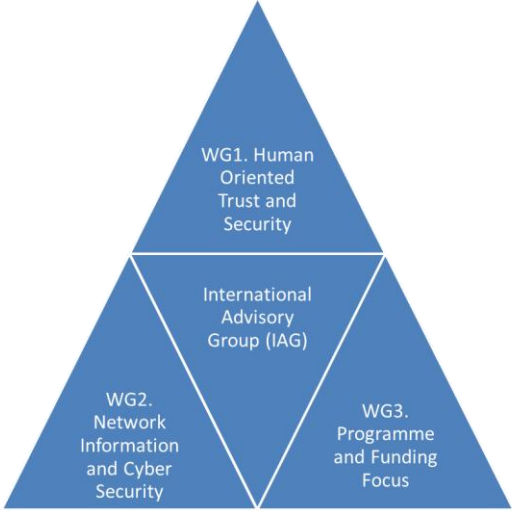 WG1. Human
Oriented
Trust and
Security
International
Advisory
Group (IAG)
WG2.
Network
Information
and Cyber
Security
WG3.
Programme
and Funding
Focus